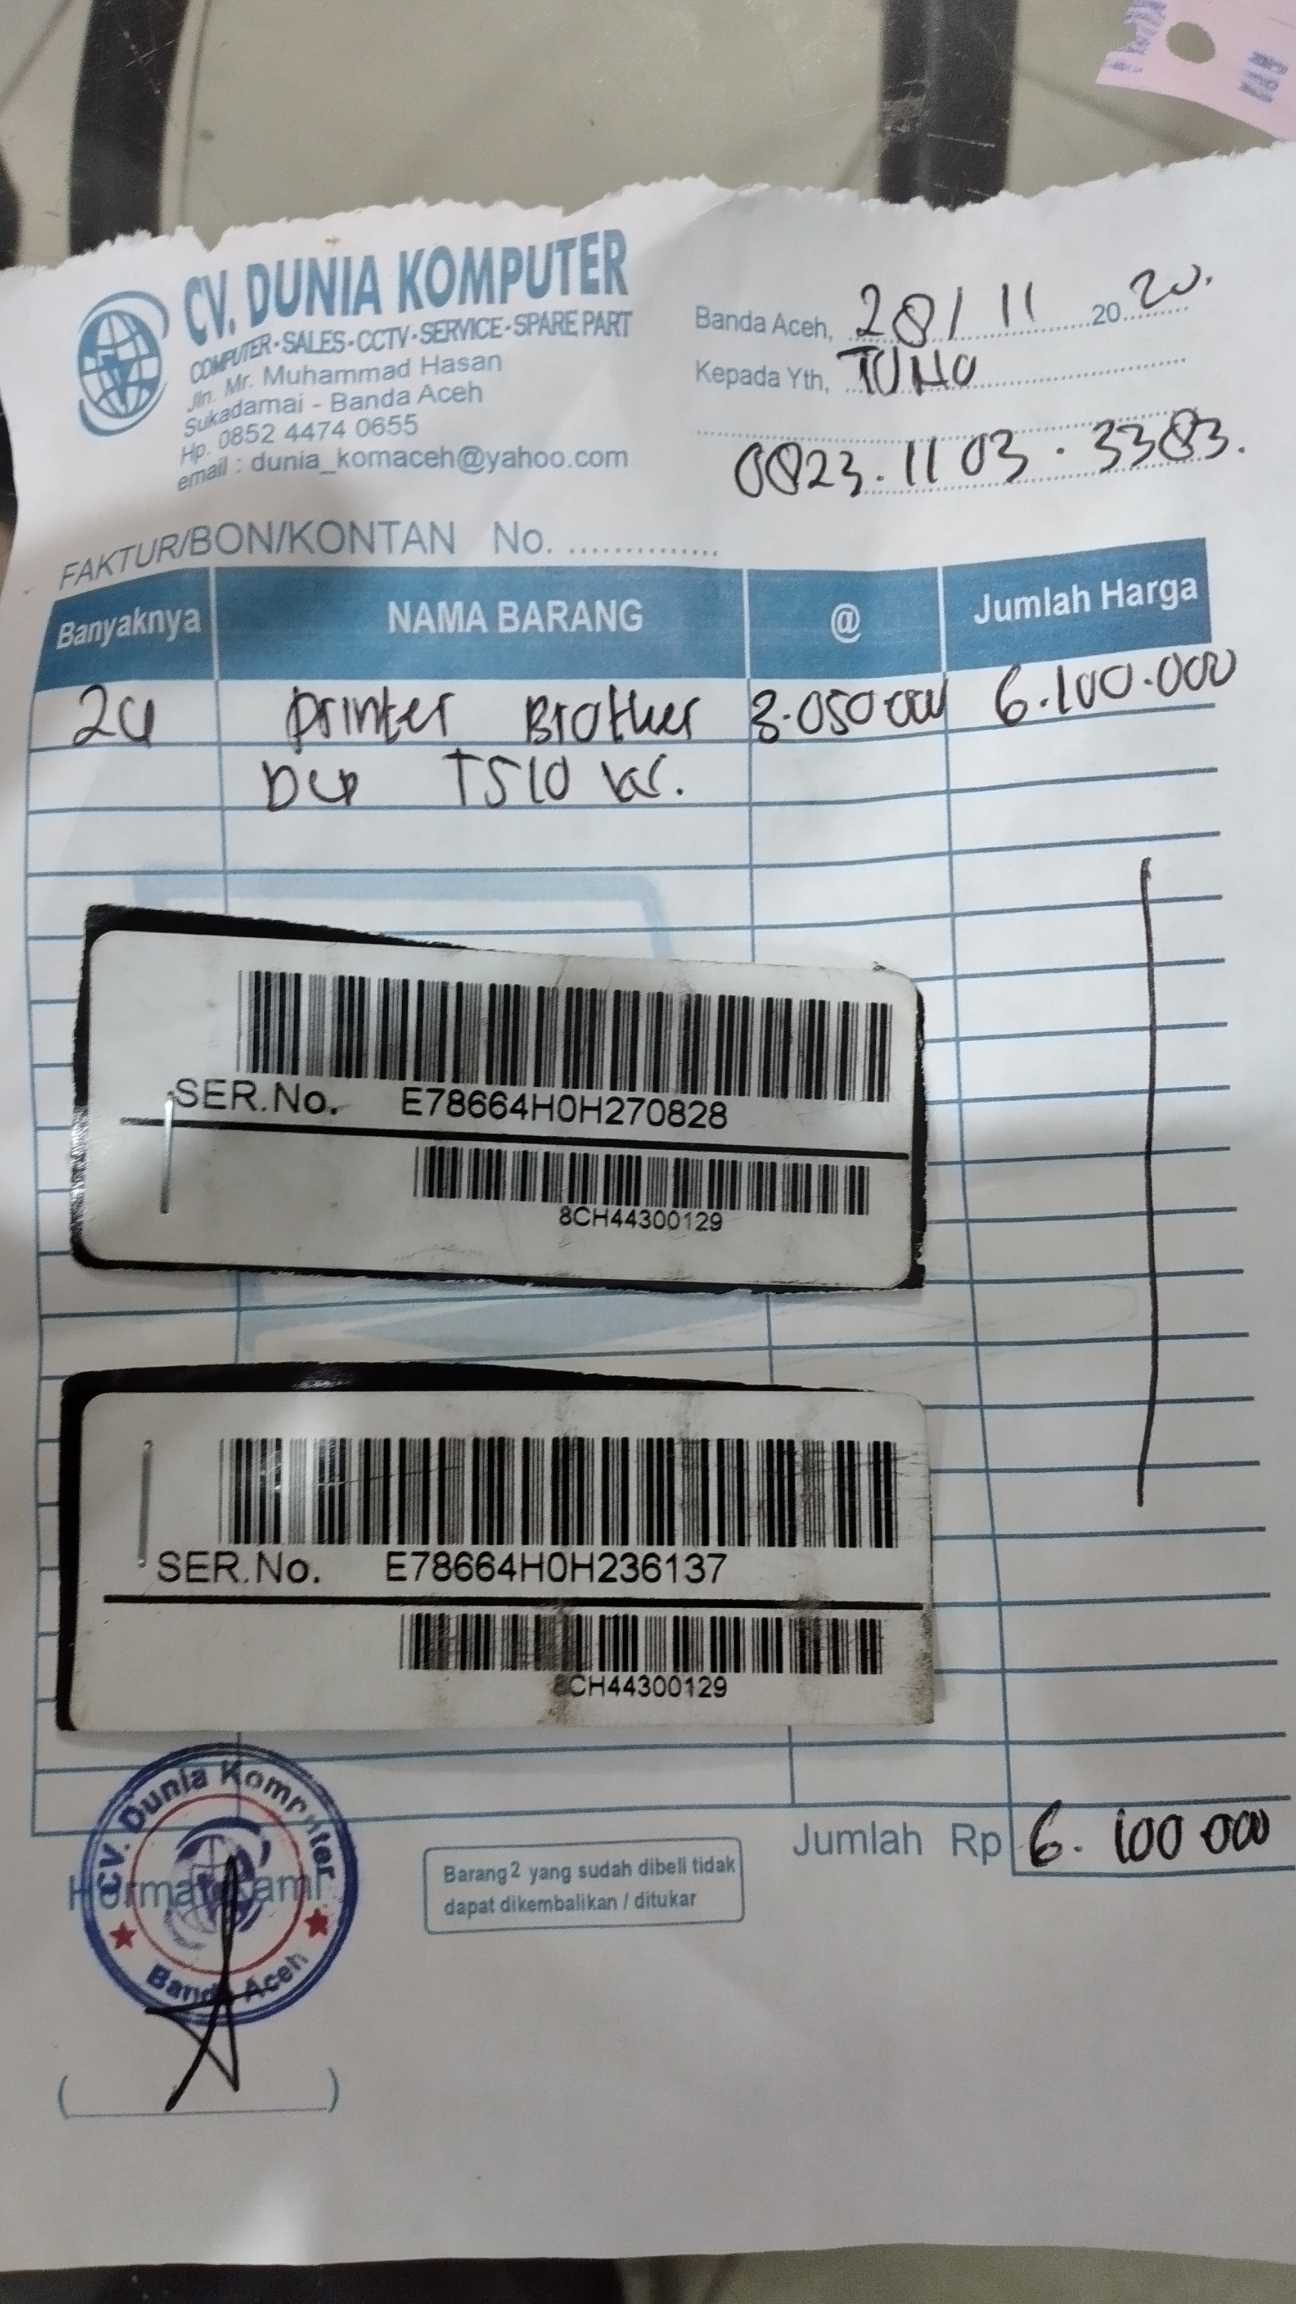 CV. DUNIA KOMPUTER
COMPUTER-SALES-CCTV-SERVICE-SPARE PART
Jln. Mr. Muhammad Hasan
Sukadamai - Banda Aceh
Hp. 0852 4474 0655
email : dunia_komaceh@yahoo.com
Banda Aceh, 28/11 2020.
Kepada Yth,
0823.1103.3383.
FAKTUR/BON/KONTAN No. ..............
Banyaknya NAMA BARANG @ Jumlah Harga
2 printer Brother 3.050 000 6.100.000
Dcp T510
SER.No. E78664H0H270828
8CH44300129
SER.No. E78664H0H236137
8CH44300129
Jumlah Rp 6.100 000
Barang2 yang sudah dibeli tidak
dapat dikembalikan / ditukar
Hormat Kami
CV. Dunia Komputer
Banda Aceh